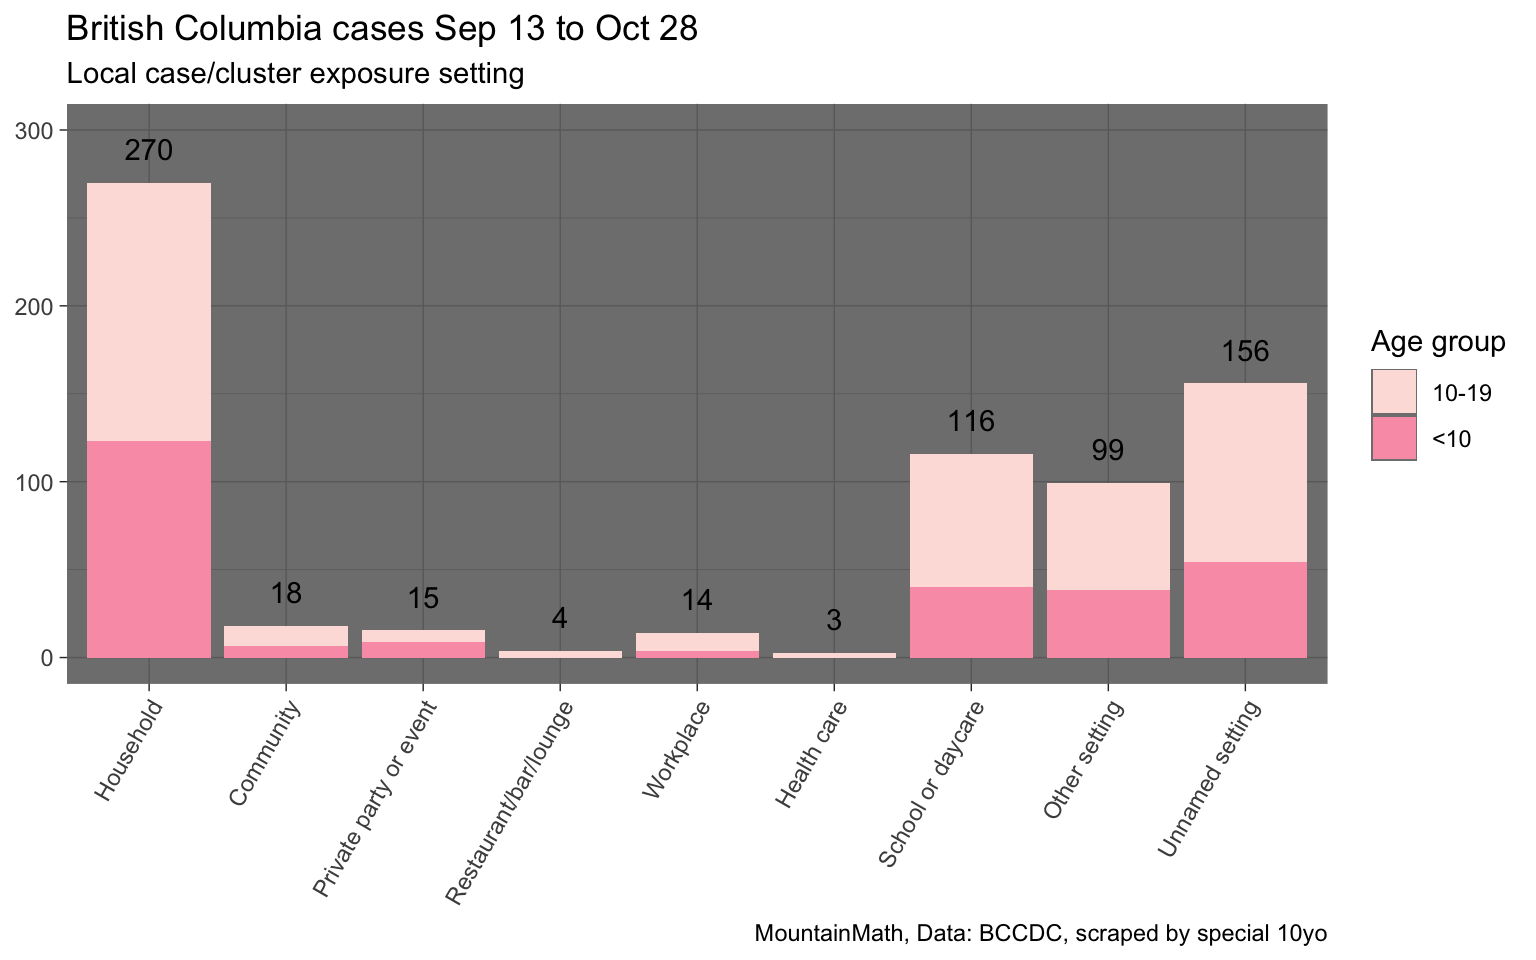 British Columbia cases Sep 13 to Oct 28
Local case/cluster exposure setting
300
200
100
0
270
18
15
4
14
3
116
99
156
Household
Community
Private party or event
Restaurant/bar/lounge
Workplace
Health care
School or daycare
Other setting
Unnamed setting
Age group
10-19
<10
MountainMath, Data: BCCDC, scraped by special 10yo